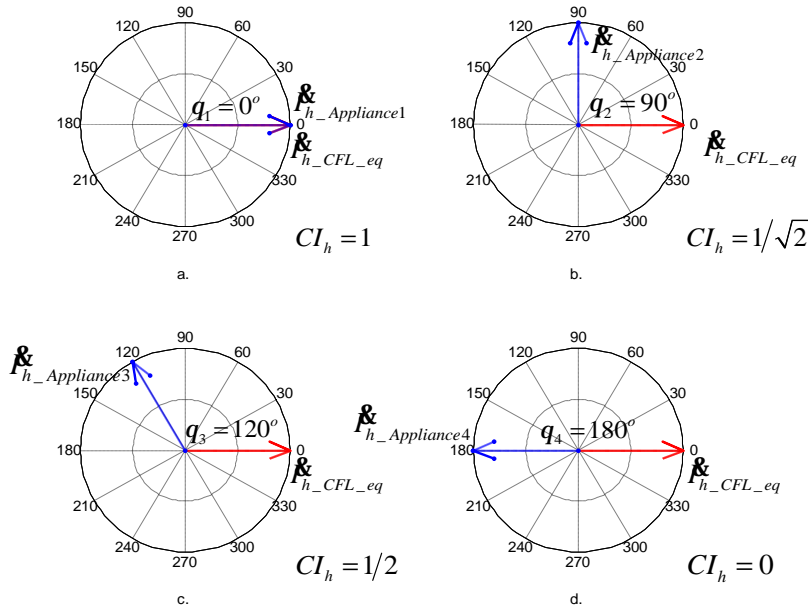 90
120
60
150
30
q₁ = 0°
I&h_Appliance1
180
0
I&h_CFL_eq
210
330
240
300
270
CI_h = 1
a.
90
120
60
I&h_Appliance2
150
30
q₂ = 90°
180
0
I&h_CFL_eq
210
330
240
300
270
CI_h = 1/√2
b.
90
120
60
I&h_Appliance3
150
30
q₃ = 120°
180
0
I&h_CFL_eq
210
330
240
300
270
CI_h = 1/2
c.
90
120
60
150
30
I&h_Appliance4
q₄ = 180°
180
0
I&h_CFL_eq
210
330
240
300
270
CI_h = 0
d.